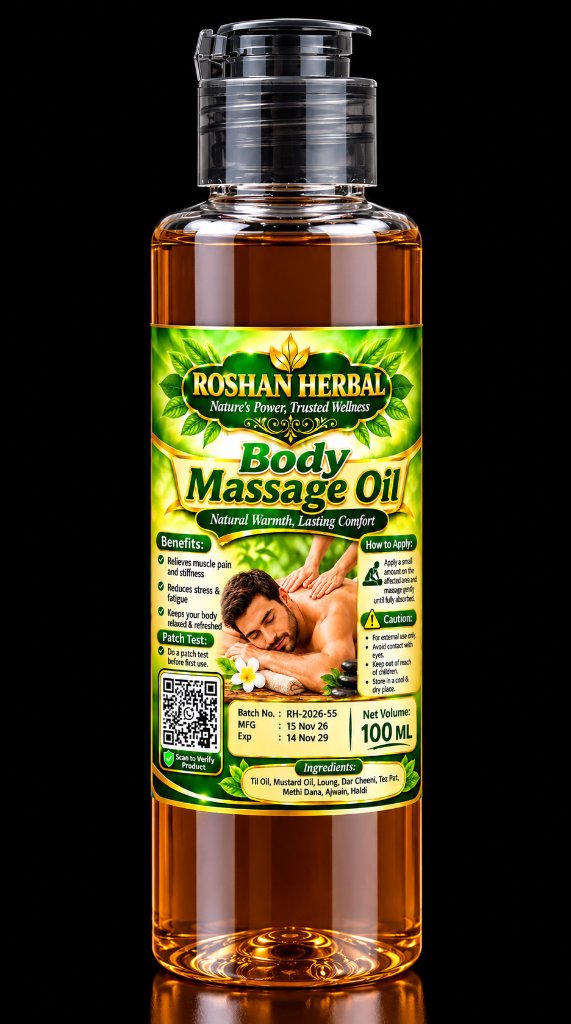 ROSHAN HERBAL
Nature's Power, Trusted Wellness
Body
Massage Oil
Natural Warmth, Lasting Comfort
Benefits:
Relieves muscle pain
and stiffness
Reduces stress &
fatigue
Keeps your body
relaxed & refreshed
Patch Test:
Do a patch test
before first use.
Scan to Verify
Product
How to Apply:
Apply a small
amount on the
affected area and
massage gently
until fully absorbed.
Caution:
For external use only.
Avoid contact with
eyes.
Keep out of reach
of children.
Store in a cool &
dry place.
Batch No. : RH-2026-55
MFG : 15 Nov 26
Exp : 14 Nov 29
Net Volume:
100 ML
Ingredients:
Til Oil, Mustard Oil, Loung, Dar Cheeni, Tez Pat,
Methi Dana, Ajwain, Haldi